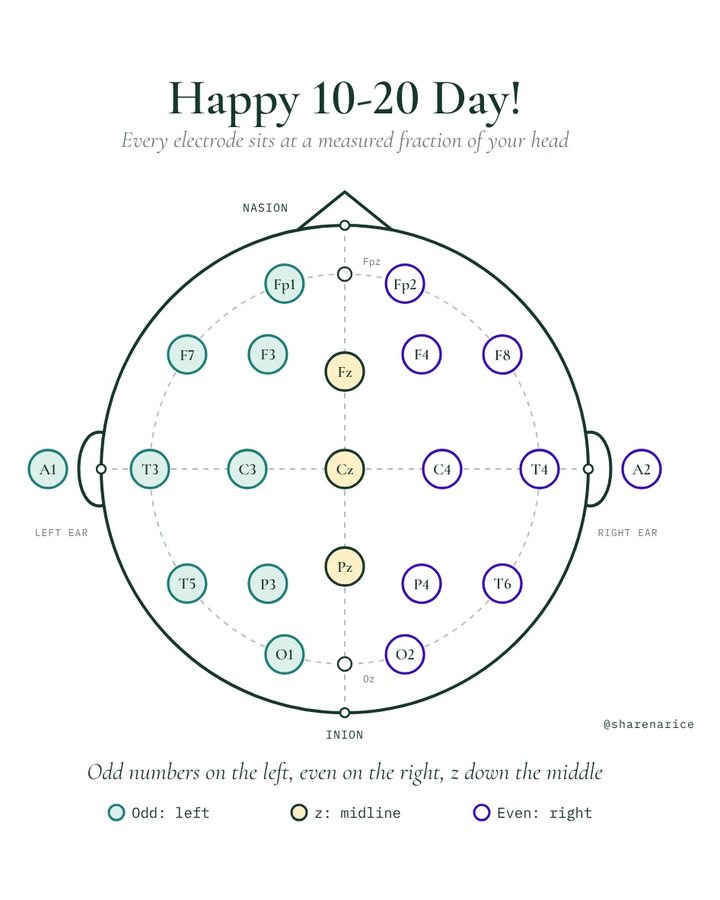 Happy 10-20 Day!
Every electrode sits at a measured fraction of your head
NASION
Fpz
Fp1 Fp2
F7 F3 Fz F4 F8
A1 T3 C3 Cz C4 T4 A2
LEFT EAR RIGHT EAR
T5 P3 Pz P4 T6
O1 O2
Oz
@sharenarice
INION
Odd numbers on the left, even on the right, z down the middle
Odd: left z: midline Even: right